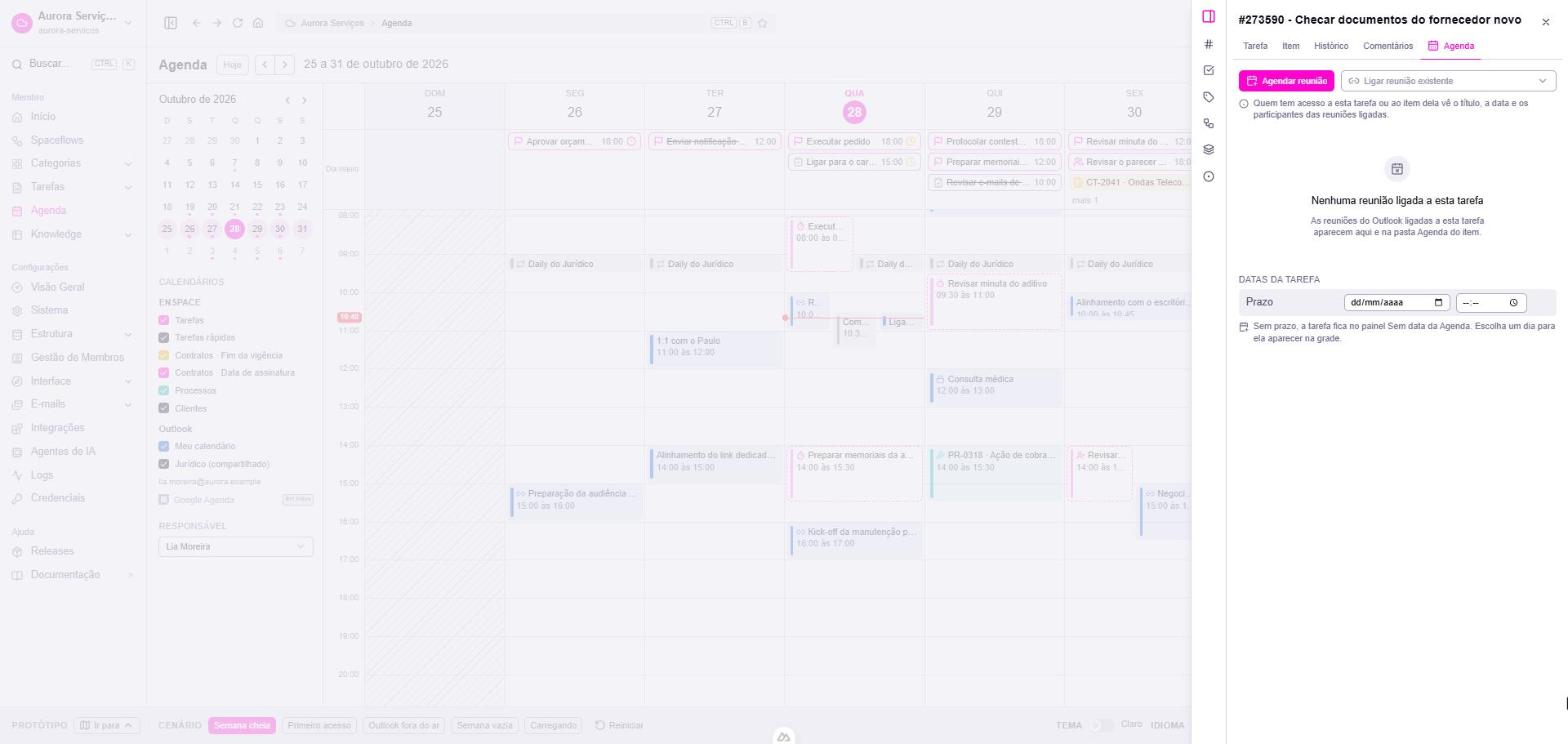 Aurora Serviç...
aurora-servicos
Buscar...
CTRL K
Membro
Início
Spaceflows
Categorias
Tarefas
Agenda
Knowledge
Configurações
Visão Geral
Sistema
Estrutura
Gestão de Membros
Interface
E-mails
Integrações
Agentes de IA
Logs
Credenciais
Ajuda
Releases
Documentação
Aurora Serviços > Agenda
CTRL B
Agenda
Hoje
25 a 31 de outubro de 2026
Outubro de 2026
D S T Q Q S S
27 28 29 30 1 2 3
4 5 6 7 8 9 10
11 12 13 14 15 16 17
18 19 20 21 22 23 24
25 26 27 28 29 30 31
1 2 3 4 5 6 7
CALENDÁRIOS
ENSPACE
Tarefas
Tarefas rápidas
Contratos · Fim da vigência
Contratos · Data de assinatura
Processos
Clientes
Outlook
Meu calendário
Jurídico (compartilhado)
lia.moreira@aurora.example
Google Agenda
RESPONSÁVEL
Lia Moreira
DOM
25
SEG
26
TER
27
QUA
28
QUI
29
SEX
30
Dia inteiro
Aprovar orçam... 18:00
Enviar notificação ... 12:00
Executar pedido 18:00
Ligar para o car... 15:00
Protocolar contest... 18:00
Preparar memoriai... 12:00
Revisar e-mails de ... 10:00
Revisar minuta do ... 12:0
Revisar o parecer ... 18:0
CT-2041 · Ondas Teleco...
mais 1
08:00
09:00
10:00
10:40
11:00
12:00
13:00
14:00
15:00
16:00
17:00
18:00
19:00
20:00
Daily do Jurídico
Preparação da audiência ...
15:00 às 16:00
Daily do Jurídico
1:1 com o Paulo
11:00 às 12:00
Alinhamento do link dedicad...
14:00 às 15:00
Execut...
08:00 às 0...
Daily d...
R...
10:0...
Com...
10:3...
Liga...
Preparar memoriais da a...
14:00 às 15:30
Kick-off da manutenção p...
16:00 às 17:00
Daily do Jurídico
Revisar minuta do aditivo
09:30 às 11:00
Consulta médica
12:00 às 13:00
PR-0318 · Ação de cobra...
14:00 às 15:30
Daily do Jurídico
Alinhamento com o escritóri...
10:00 às 10:45
Revisar...
14:00 às 1...
Negoci...
15:00 às 1.
PROTÓTIPO
Ir para
CENÁRIO
Semana cheia
Primeiro acesso
Outlook fora do ar
Semana vazia
Carregando
Reiniciar
TEMA
Claro
IDIOMA
#273590 - Checar documentos do fornecedor novo
Tarefa Item Histórico Comentários Agenda
Agendar reunião
Ligar reunião existente
Quem tem acesso a esta tarefa ou ao item dela vê o título, a data e os
participantes das reuniões ligadas.
Nenhuma reunião ligada a esta tarefa
As reuniões do Outlook ligadas a esta tarefa
aparecem aqui e na pasta Agenda do item.
DATAS DA TAREFA
Prazo
dd/mm/aaaa
--:--
Sem prazo, a tarefa fica no painel Sem data da Agenda. Escolha um dia para
ela aparecer na grade.